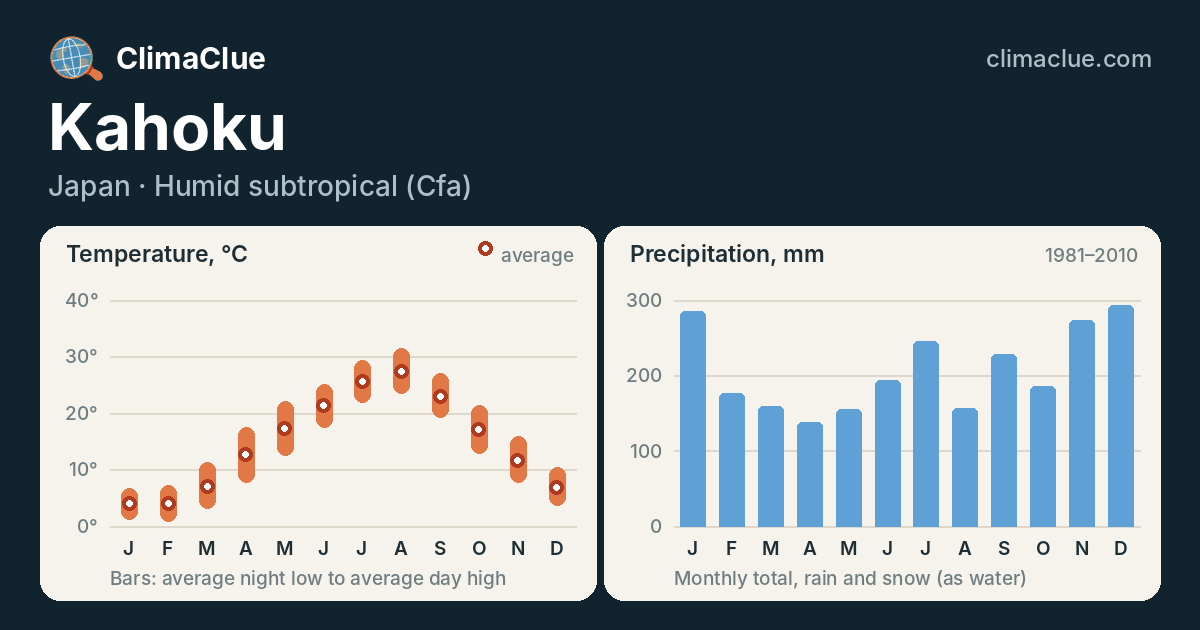 ClimaClue
climaclue.com
Kahoku
Japan · Humid subtropical (Cfa)
Temperature, °C
average
40°
30°
20°
10°
0°
J F M A M J J A S O N D
Bars: average night low to average day high
Precipitation, mm
1981–2010
300
200
100
0
J F M A M J J A S O N D
Monthly total, rain and snow (as water)